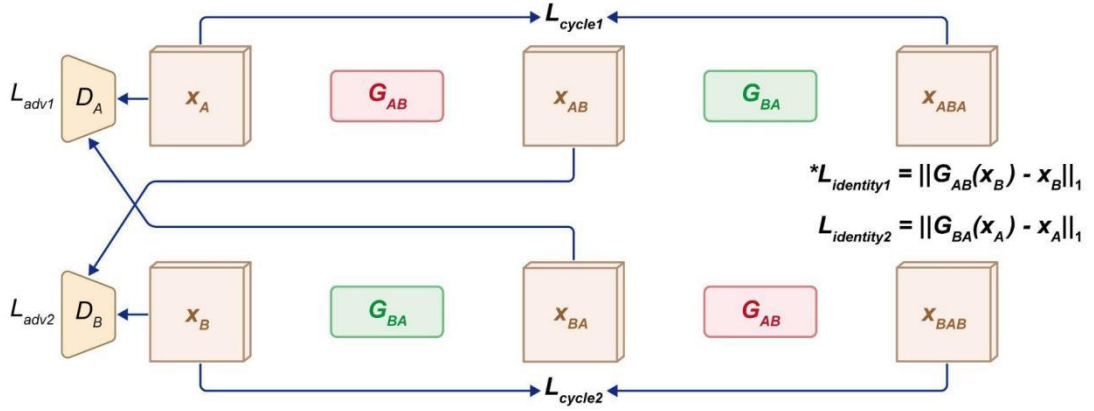 L_cycle1
L_adv1 D_A x_A G_AB x_AB G_BA x_ABA
*L_identity1 = ||G_AB(x_B) - x_B||_1
L_identity2 = ||G_BA(x_A) - x_A||_1
L_adv2 D_B x_B G_BA x_BA G_AB x_BAB
L_cycle2